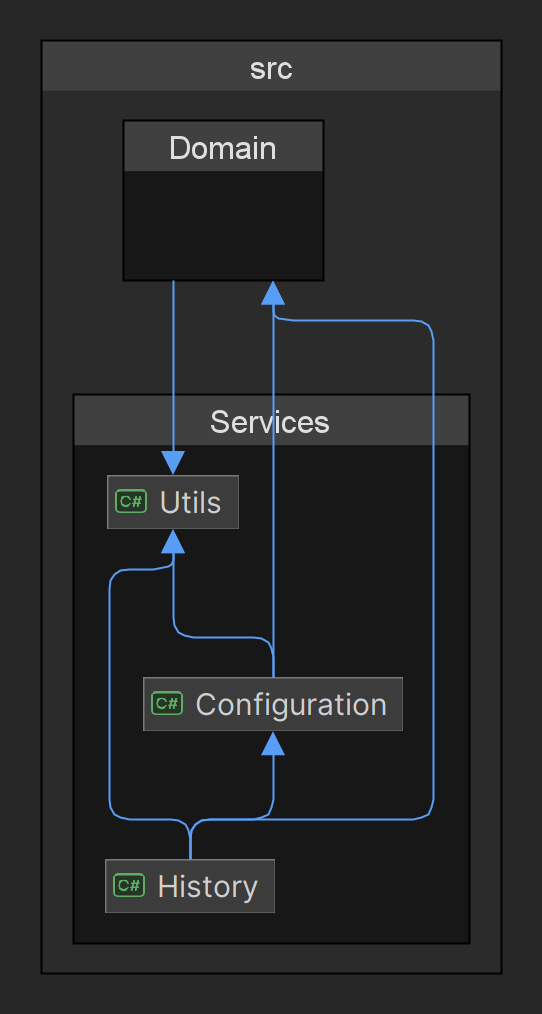 src
Domain
Services
C# Utils
C# Configuration
C# History